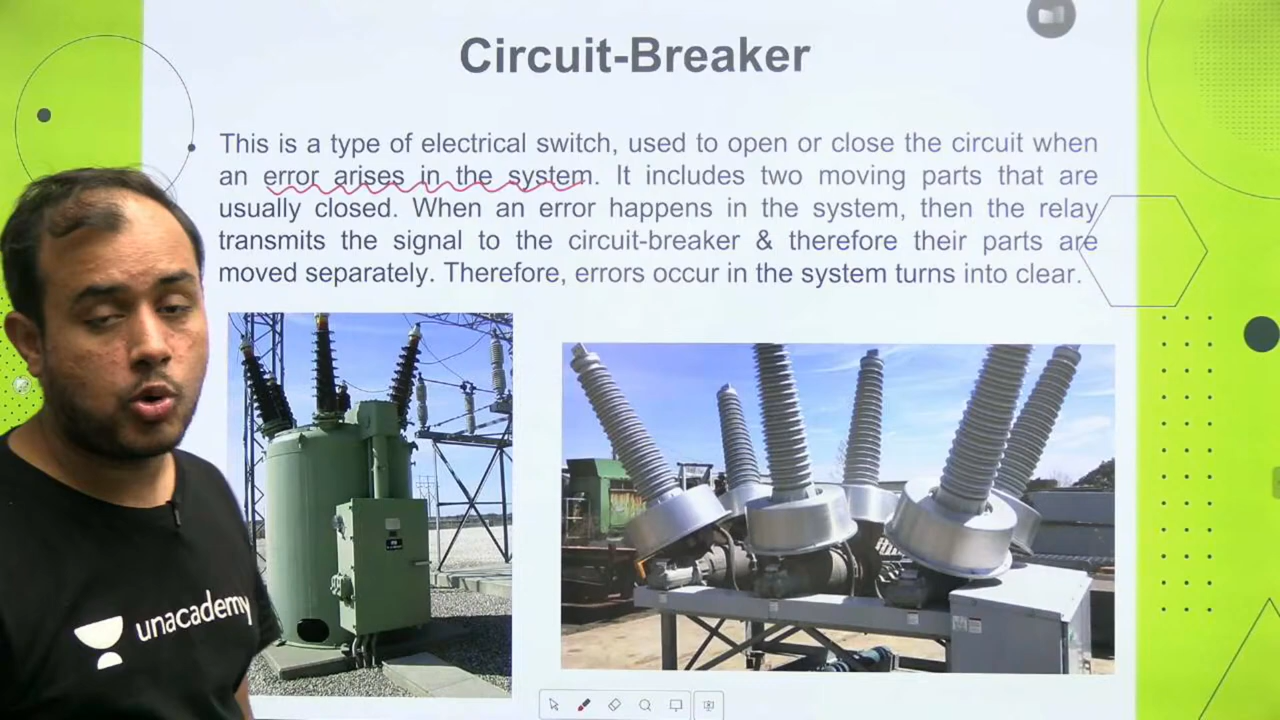 Circuit-Breaker
This is a type of electrical switch, used to open or close the circuit when
an error arises in the system. It includes two moving parts that are
usually closed. When an error happens in the system, then the relay
transmits the signal to the circuit-breaker & therefore their parts are
moved separately. Therefore, errors occur in the system turns into clear.
unacademy